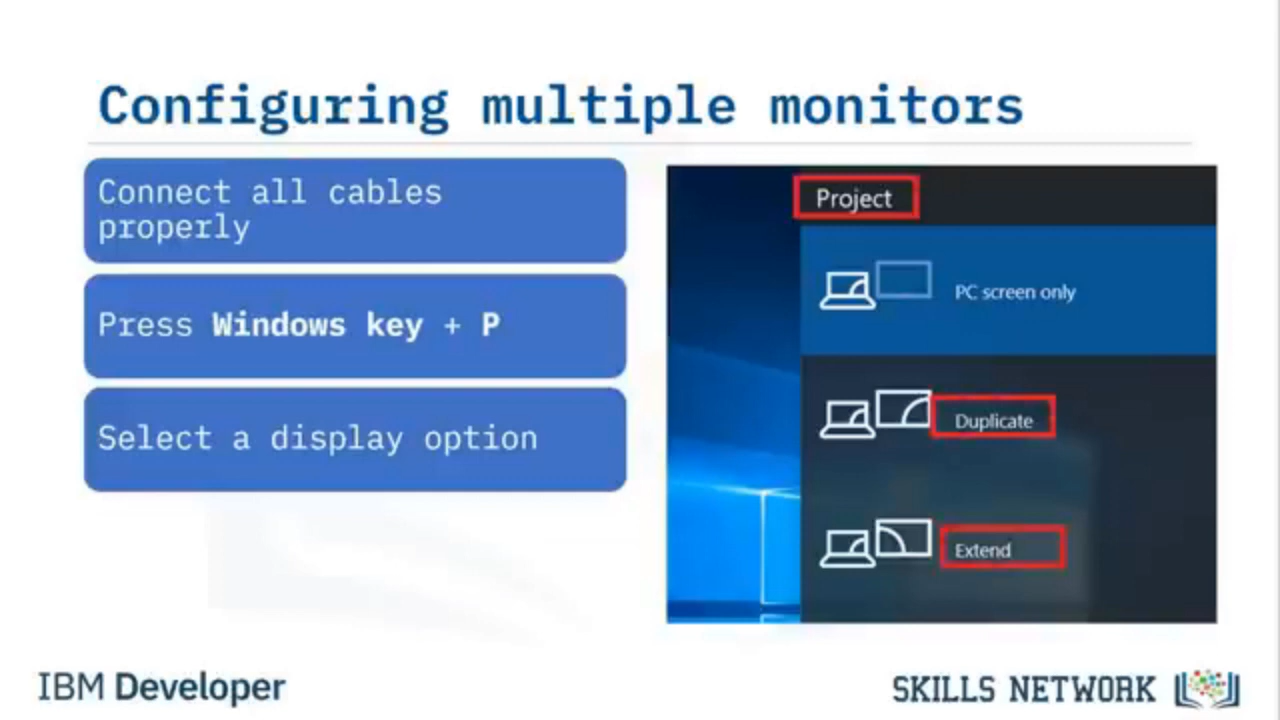 Configuring multiple monitors
Connect all cables
properly
Press Windows key + P
Select a display option
Project
PC screen only
Duplicate
Extend
IBM Developer
SKILLS NETWORK